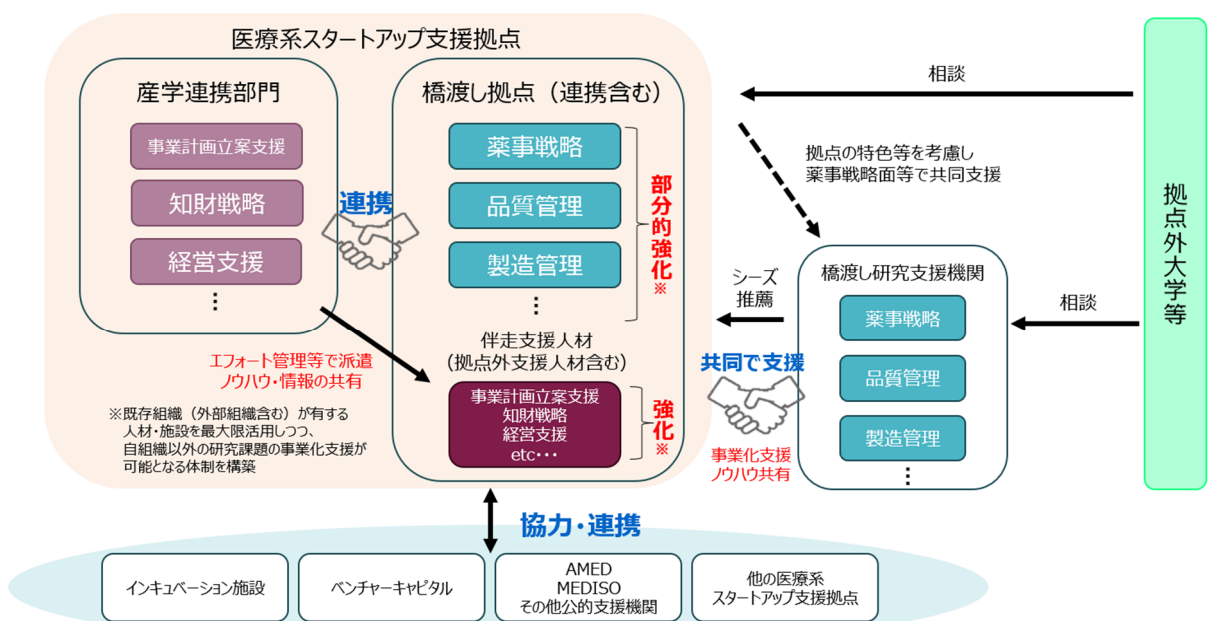 医療系スタートアップ支援拠点
産学連携部門
事業計画立案支援
知財戦略
経営支援
⋮
連携
橋渡し拠点（連携含む）
薬事戦略
品質管理
製造管理
⋮
部分的強化※
伴走支援人材
(拠点外支援人材含む)
事業計画立案支援
知財戦略
経営支援
etc・・・
強化※
エフォート管理等で派遣
ノウハウ・情報の共有
※既存組織（外部組織含む）が有する
人材・施設を最大限活用しつつ、
自組織以外の研究課題の事業化支援が
可能となる体制を構築
相談
拠点の特色等を考慮し
薬事戦略面等で共同支援
シーズ
推薦
共同で支援
事業化支援
ノウハウ共有
橋渡し研究支援機関
薬事戦略
品質管理
製造管理
⋮
相談
拠点外大学等
協力・連携
インキュベーション施設
ベンチャーキャピタル
AMED
MEDISO
その他公的支援機関
他の医療系
スタートアップ支援拠点